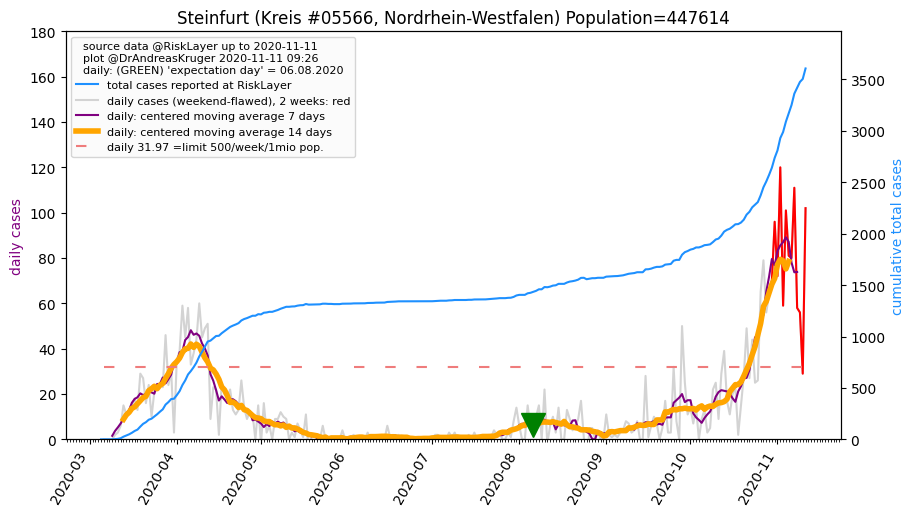 Steinfurt (Kreis #05566, Nordrhein-Westfalen) Population=447614
source data @RiskLayer up to 2020-11-11
plot @DrAndreasKruger 2020-11-11 09:26
daily: (GREEN) 'expectation day' = 06.08.2020
total cases reported at RiskLayer
daily cases (weekend-flawed), 2 weeks: red
daily: centered moving average 7 days
daily: centered moving average 14 days
daily 31.97 =limit 500/week/1mio pop.
daily cases
180
160
140
120
100
80
60
40
20
0
3500
3000
2500
2000
1500
1000
500
0
cumulative total cases
2020-03
2020-04
2020-05
2020-06
2020-07
2020-08
2020-09
2020-10
2020-11